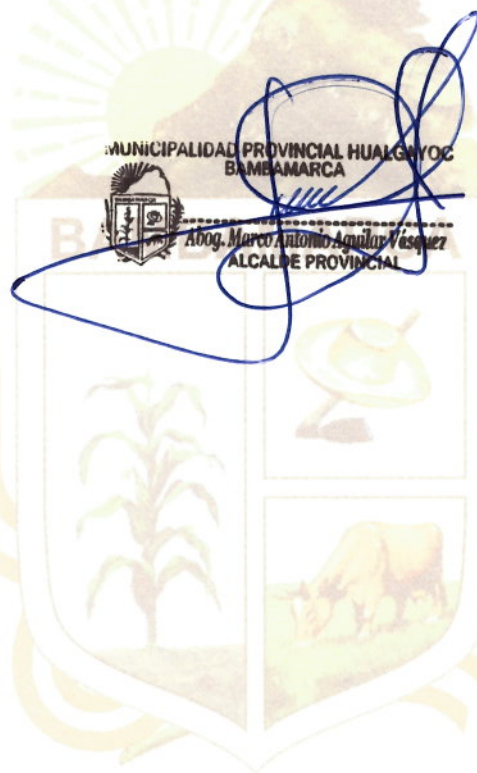 MUNICIPALIDAD PROVINCIAL HUALGAYOC
BAMBAMARCA
Abog. Marco Antonio Aguilar Vásquez
ALCALDE PROVINCIAL